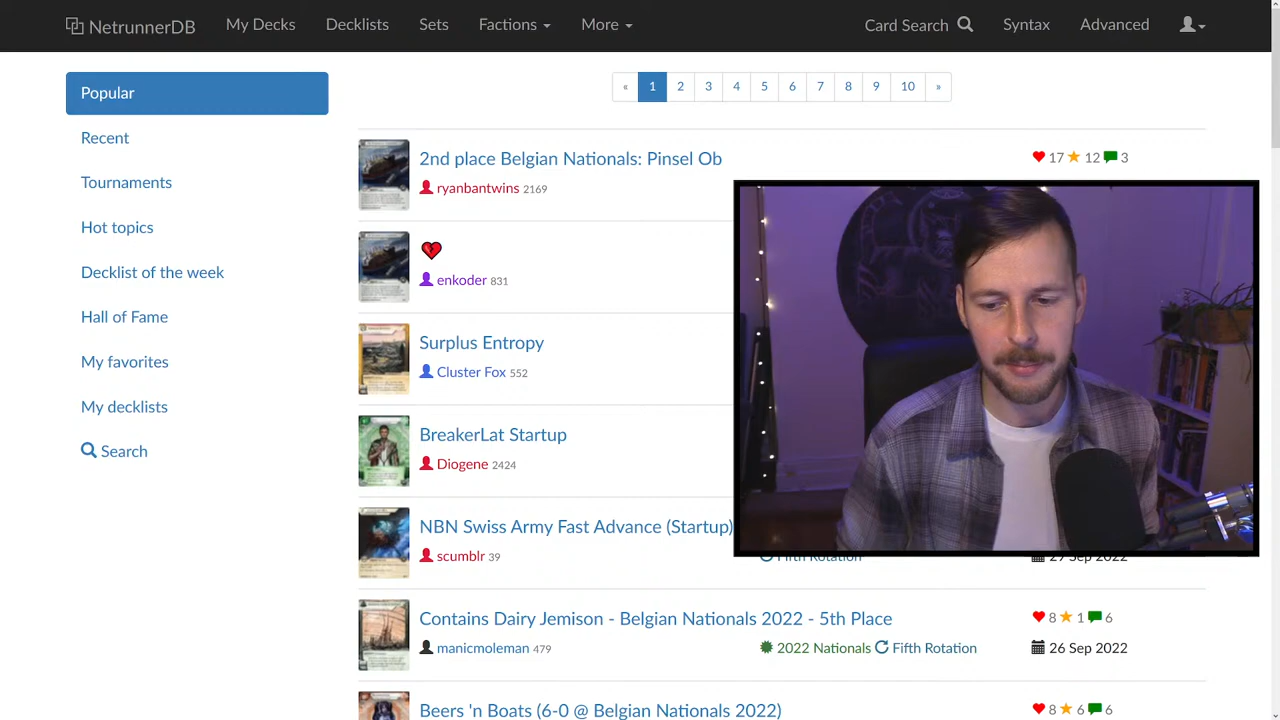 NetrunnerDB My Decks Decklists Sets Factions More Card Search Syntax Advanced
Popular
Recent
Tournaments
Hot topics
Decklist of the week
Hall of Fame
My favorites
My decklists
Search
« 1 2 3 4 5 6 7 8 9 10 »
2nd place Belgian Nationals: Pinsel Ob 17 12 3
ryanbantwins 2169
enkoder 831
Surplus Entropy
Cluster Fox 552
BreakerLat Startup
Diogene 2424
NBN Swiss Army Fast Advance (Startup)
scumblr 39 Fifth Rotation 29 Sep 2022
Contains Dairy Jemison - Belgian Nationals 2022 - 5th Place 8 1 6
manicmoleman 479 2022 Nationals Fifth Rotation 26 Sep 2022
Beers 'n Boats (6-0 @ Belgian Nationals 2022) 8 6 6